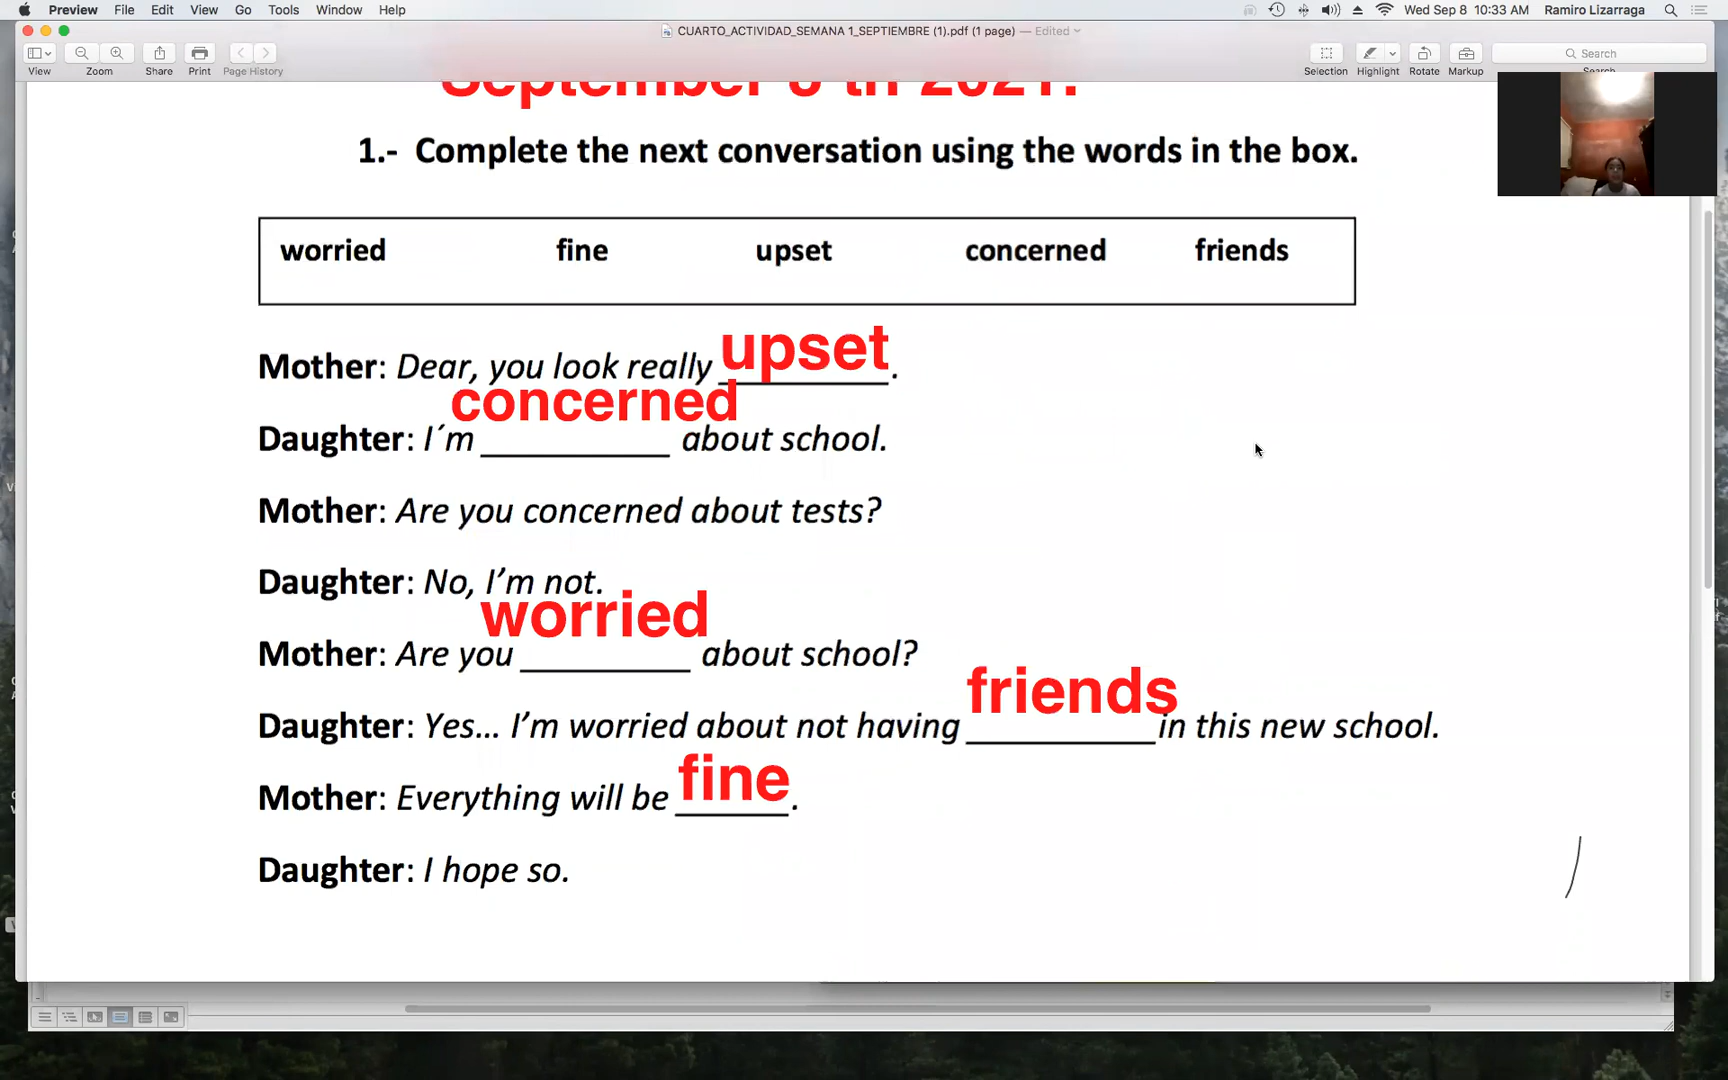 Preview File Edit View Go Tools Window Help Wed Sep 8 10:33 AM Ramiro Lizarraga
CUARTO_ACTIVIDAD_SEMANA 1_SEPTIEMBRE (1).pdf (1 page) — Edited
Search
View Zoom Share Print Page History Selection Highlight Rotate Markup Search
1.- Complete the next conversation using the words in the box.
worried fine upset concerned friends
Mother: Dear, you look really upset.
Daughter: I´m concerned about school.
Mother: Are you concerned about tests?
Daughter: No, I’m not.
Mother: Are you worried about school?
Daughter: Yes... I’m worried about not having friends in this new school.
Mother: Everything will be fine.
Daughter: I hope so.